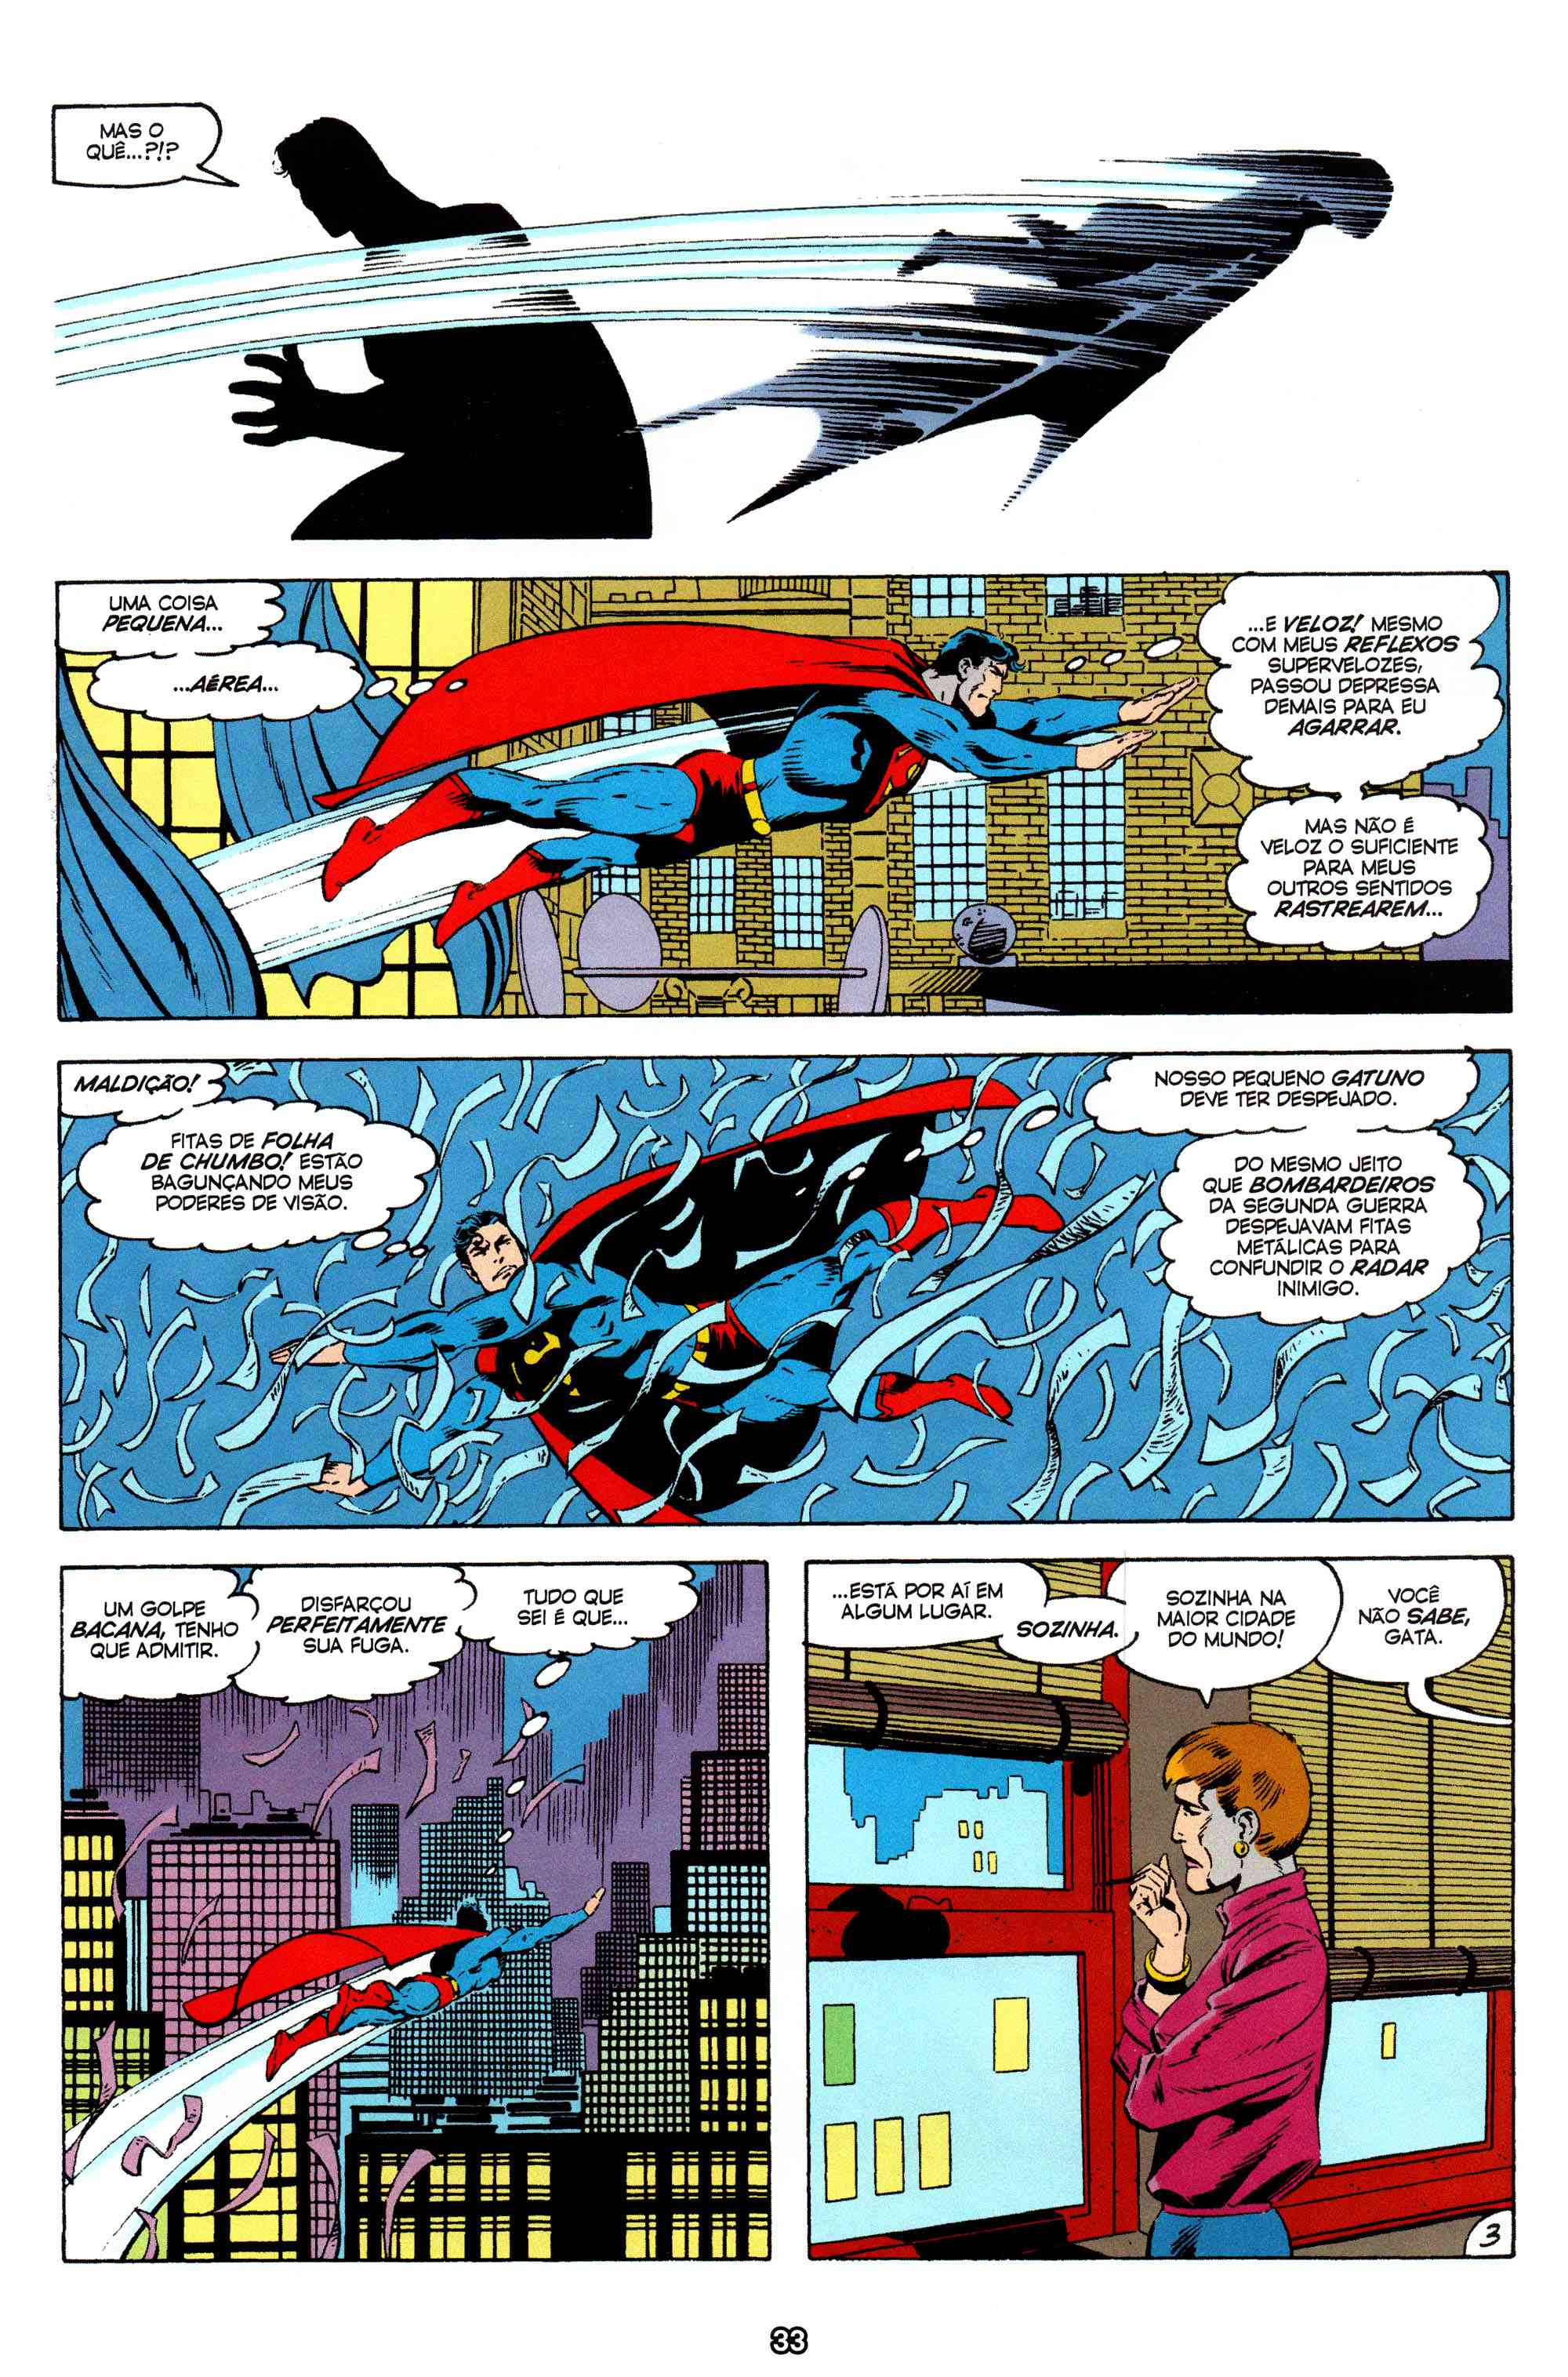 MAS O
QUÊ...?!?
UMA COISA
PEQUENA...
...AÉREA...
...E VELOZ! MESMO
COM MEUS REFLEXOS
SUPERVELOZES,
PASSOU DEPRESSA
DEMAIS PARA EU
AGARRAR.
MAS NÃO É
VELOZ O SUFICIENTE
PARA MEUS
OUTROS SENTIDOS
RASTREAREM...
MALDIÇÃO!
FITAS DE FOLHA
DE CHUMBO! ESTÃO
BAGUNÇANDO MEUS
PODERES DE VISÃO.
NOSSO PEQUENO GATUNO
DEVE TER DESPEJADO.
DO MESMO JEITO
QUE BOMBARDEIROS
DA SEGUNDA GUERRA
DESPEJAVAM FITAS
METÁLICAS PARA
CONFUNDIR O RADAR
INIMIGO.
UM GOLPE
BACANA, TENHO
QUE ADMITIR.
DISFARÇOU
PERFEITAMENTE
SUA FUGA.
TUDO QUE
SEI É QUE...
...ESTÁ POR AÍ EM
ALGUM LUGAR.
SOZINHA.
SOZINHA NA
MAIOR CIDADE
DO MUNDO!
VOCÊ
NÃO SABE,
GATA.
3
33